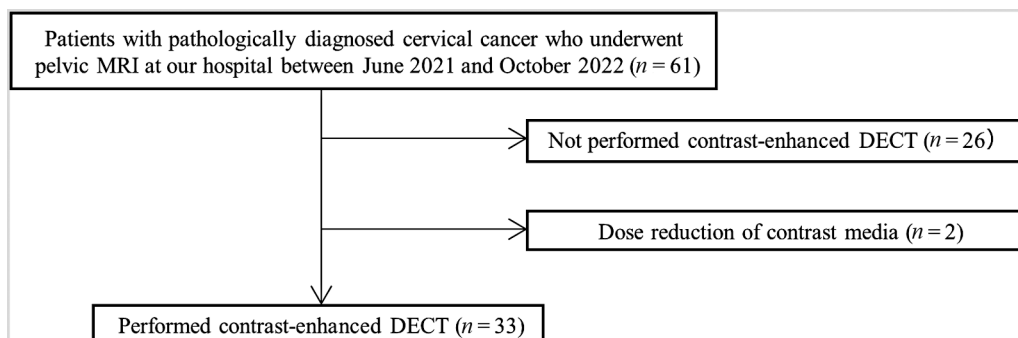 Patients with pathologically diagnosed cervical cancer who underwent
pelvic MRI at our hospital between June 2021 and October 2022 (n = 61)
Not performed contrast-enhanced DECT (n = 26)
Dose reduction of contrast media (n = 2)
Performed contrast-enhanced DECT (n = 33)